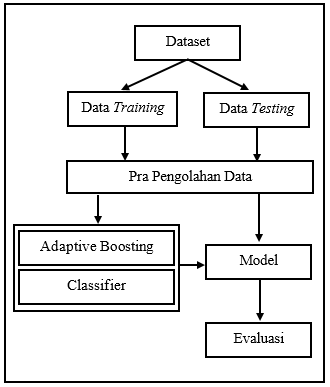 Dataset
Data Training
Data Testing
Pra Pengolahan Data
Adaptive Boosting
Classifier
Model
Evaluasi